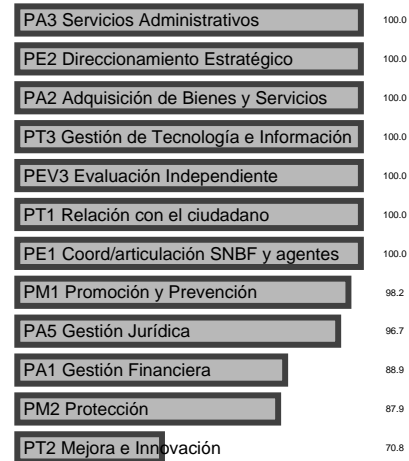 PA3 Servicios Administrativos 100.0
PE2 Direccionamiento Estratégico 100.0
PA2 Adquisición de Bienes y Servicios 100.0
PT3 Gestión de Tecnología e Información 100.0
PEV3 Evaluación Independiente 100.0
PT1 Relación con el ciudadano 100.0
PE1 Coord/articulación SNBF y agentes 100.0
PM1 Promoción y Prevención 98.2
PA5 Gestión Jurídica 96.7
PA1 Gestión Financiera 88.9
PM2 Protección 87.9
PT2 Mejora e Innovación 70.8